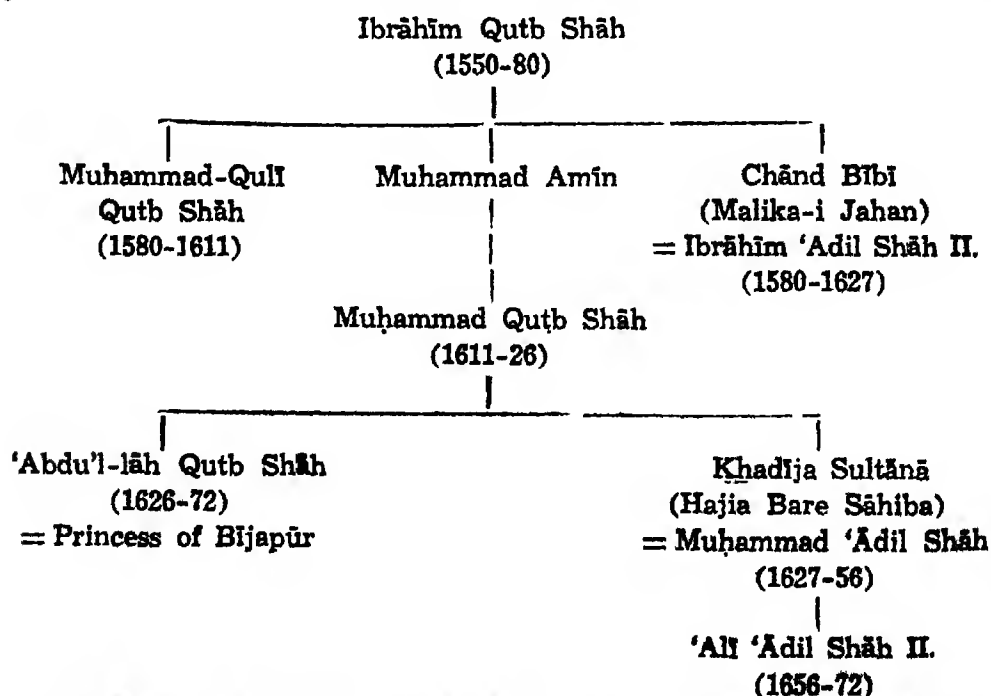 Ibrāhīm Qutb Shāh
(1550-80)
Muhammad-Qulī
Qutb Shāh
(1580-1611)
Muhammad Amīn
Chānd Bībī
(Malika-i Jahan)
= Ibrāhīm ‘Adil Shāh II.
(1580-1627)
Muḥammad Quṭb Shāh
(1611-26)
‘Abdu’l-lāh Qutb Shāh
(1626-72)
= Princess of Bījapūr
Khadīja Sultānā
(Hajia Bare Sāhiba)
= Muḥammad ‘Ādil Shāh
(1627-56)
‘Alī ‘Ādil Shāh II.
(1656-72)